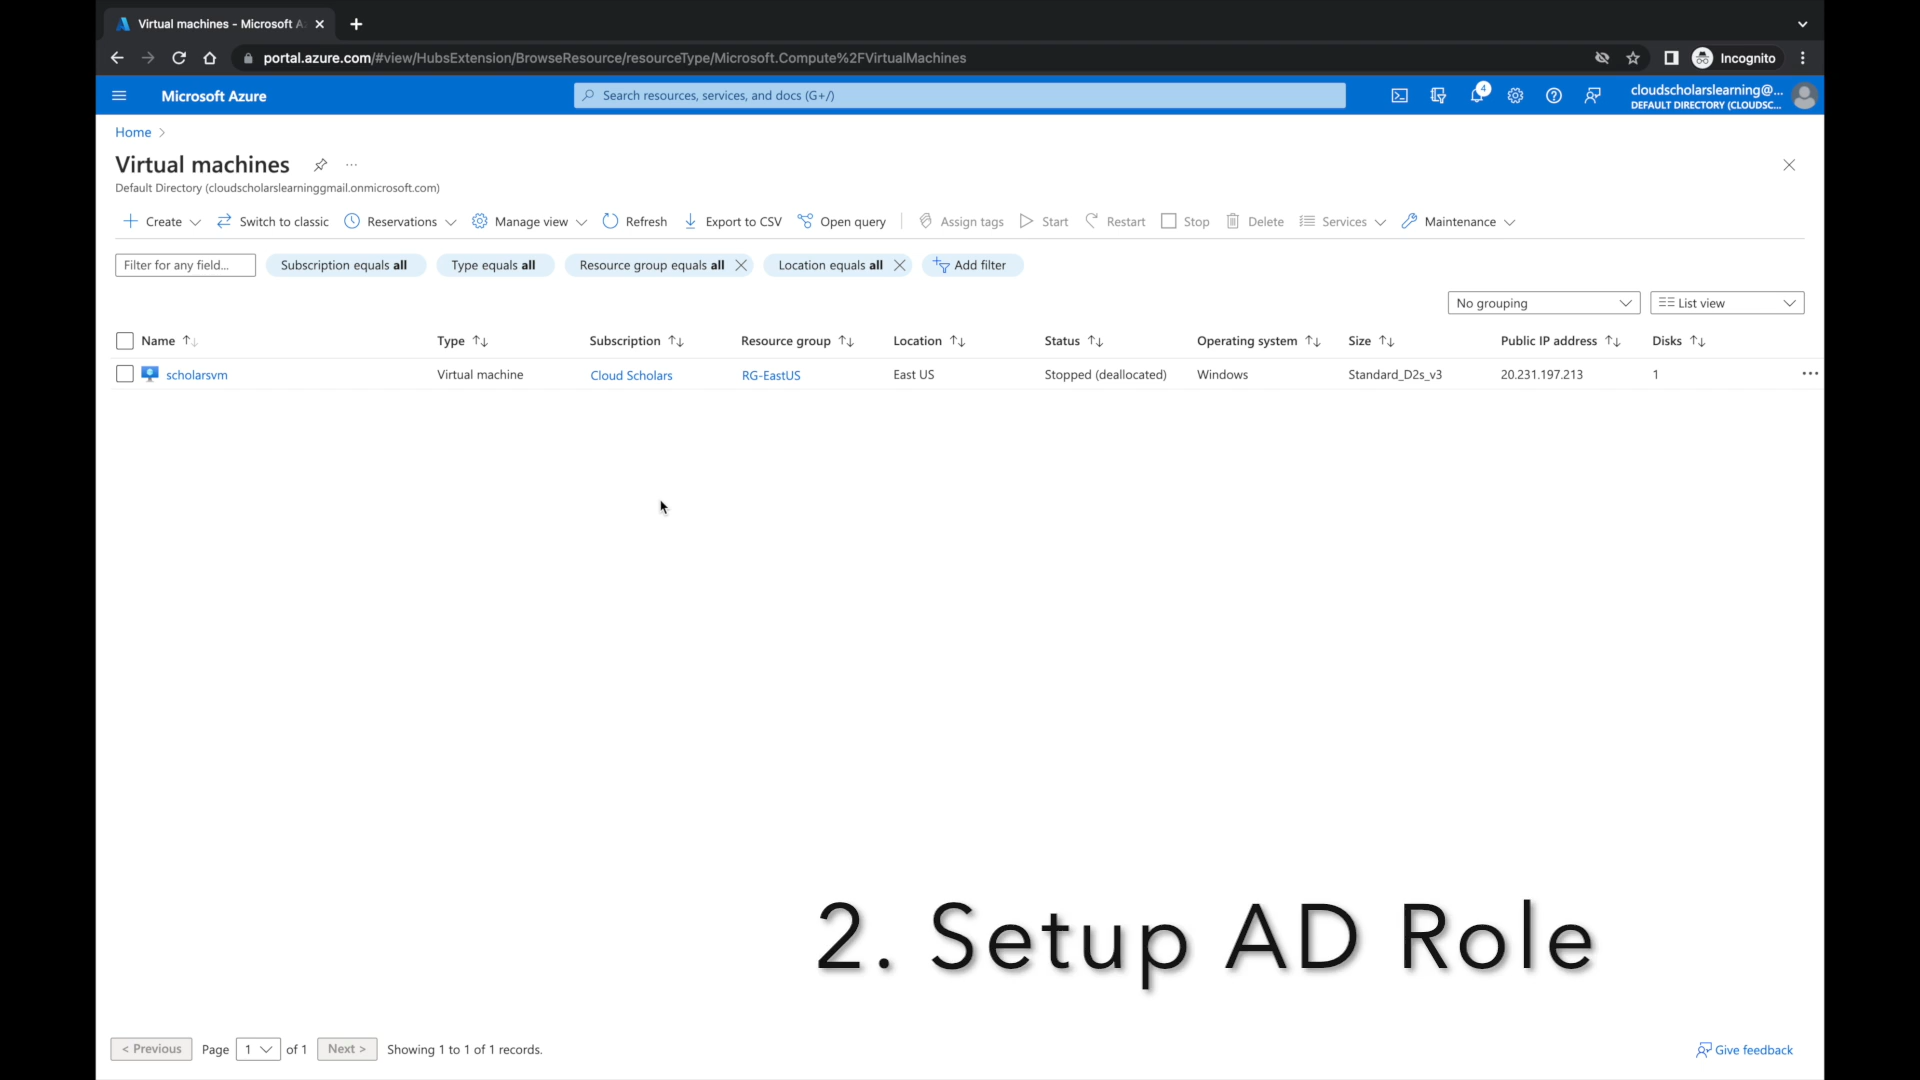 Virtual machines - Microsoft A
portal.azure.com/#view/HubsExtension/BrowseResource/resourceType/Microsoft.Compute%2FVirtualMachines
Incognito
Microsoft Azure
Search resources, services, and docs (G+/)
4
cloudscholarslearning@...
DEFAULT DIRECTORY (CLOUDSC...
Home
Virtual machines
Default Directory (cloudscholarslearninggmail.onmicrosoft.com)
Create Switch to classic Reservations Manage view Refresh Export to CSV Open query Assign tags Start Restart Stop Delete Services Maintenance
Filter for any field... Subscription equals all Type equals all Resource group equals all Location equals all Add filter
No grouping List view
Name Type Subscription Resource group Location Status Operating system Size Public IP address Disks
scholarsvm Virtual machine Cloud Scholars RG-EastUS East US Stopped (deallocated) Windows Standard_D2s_v3 20.231.197.213 1
2. Setup AD Role
< Previous Page 1 of 1 Next > Showing 1 to 1 of 1 records.
Give feedback